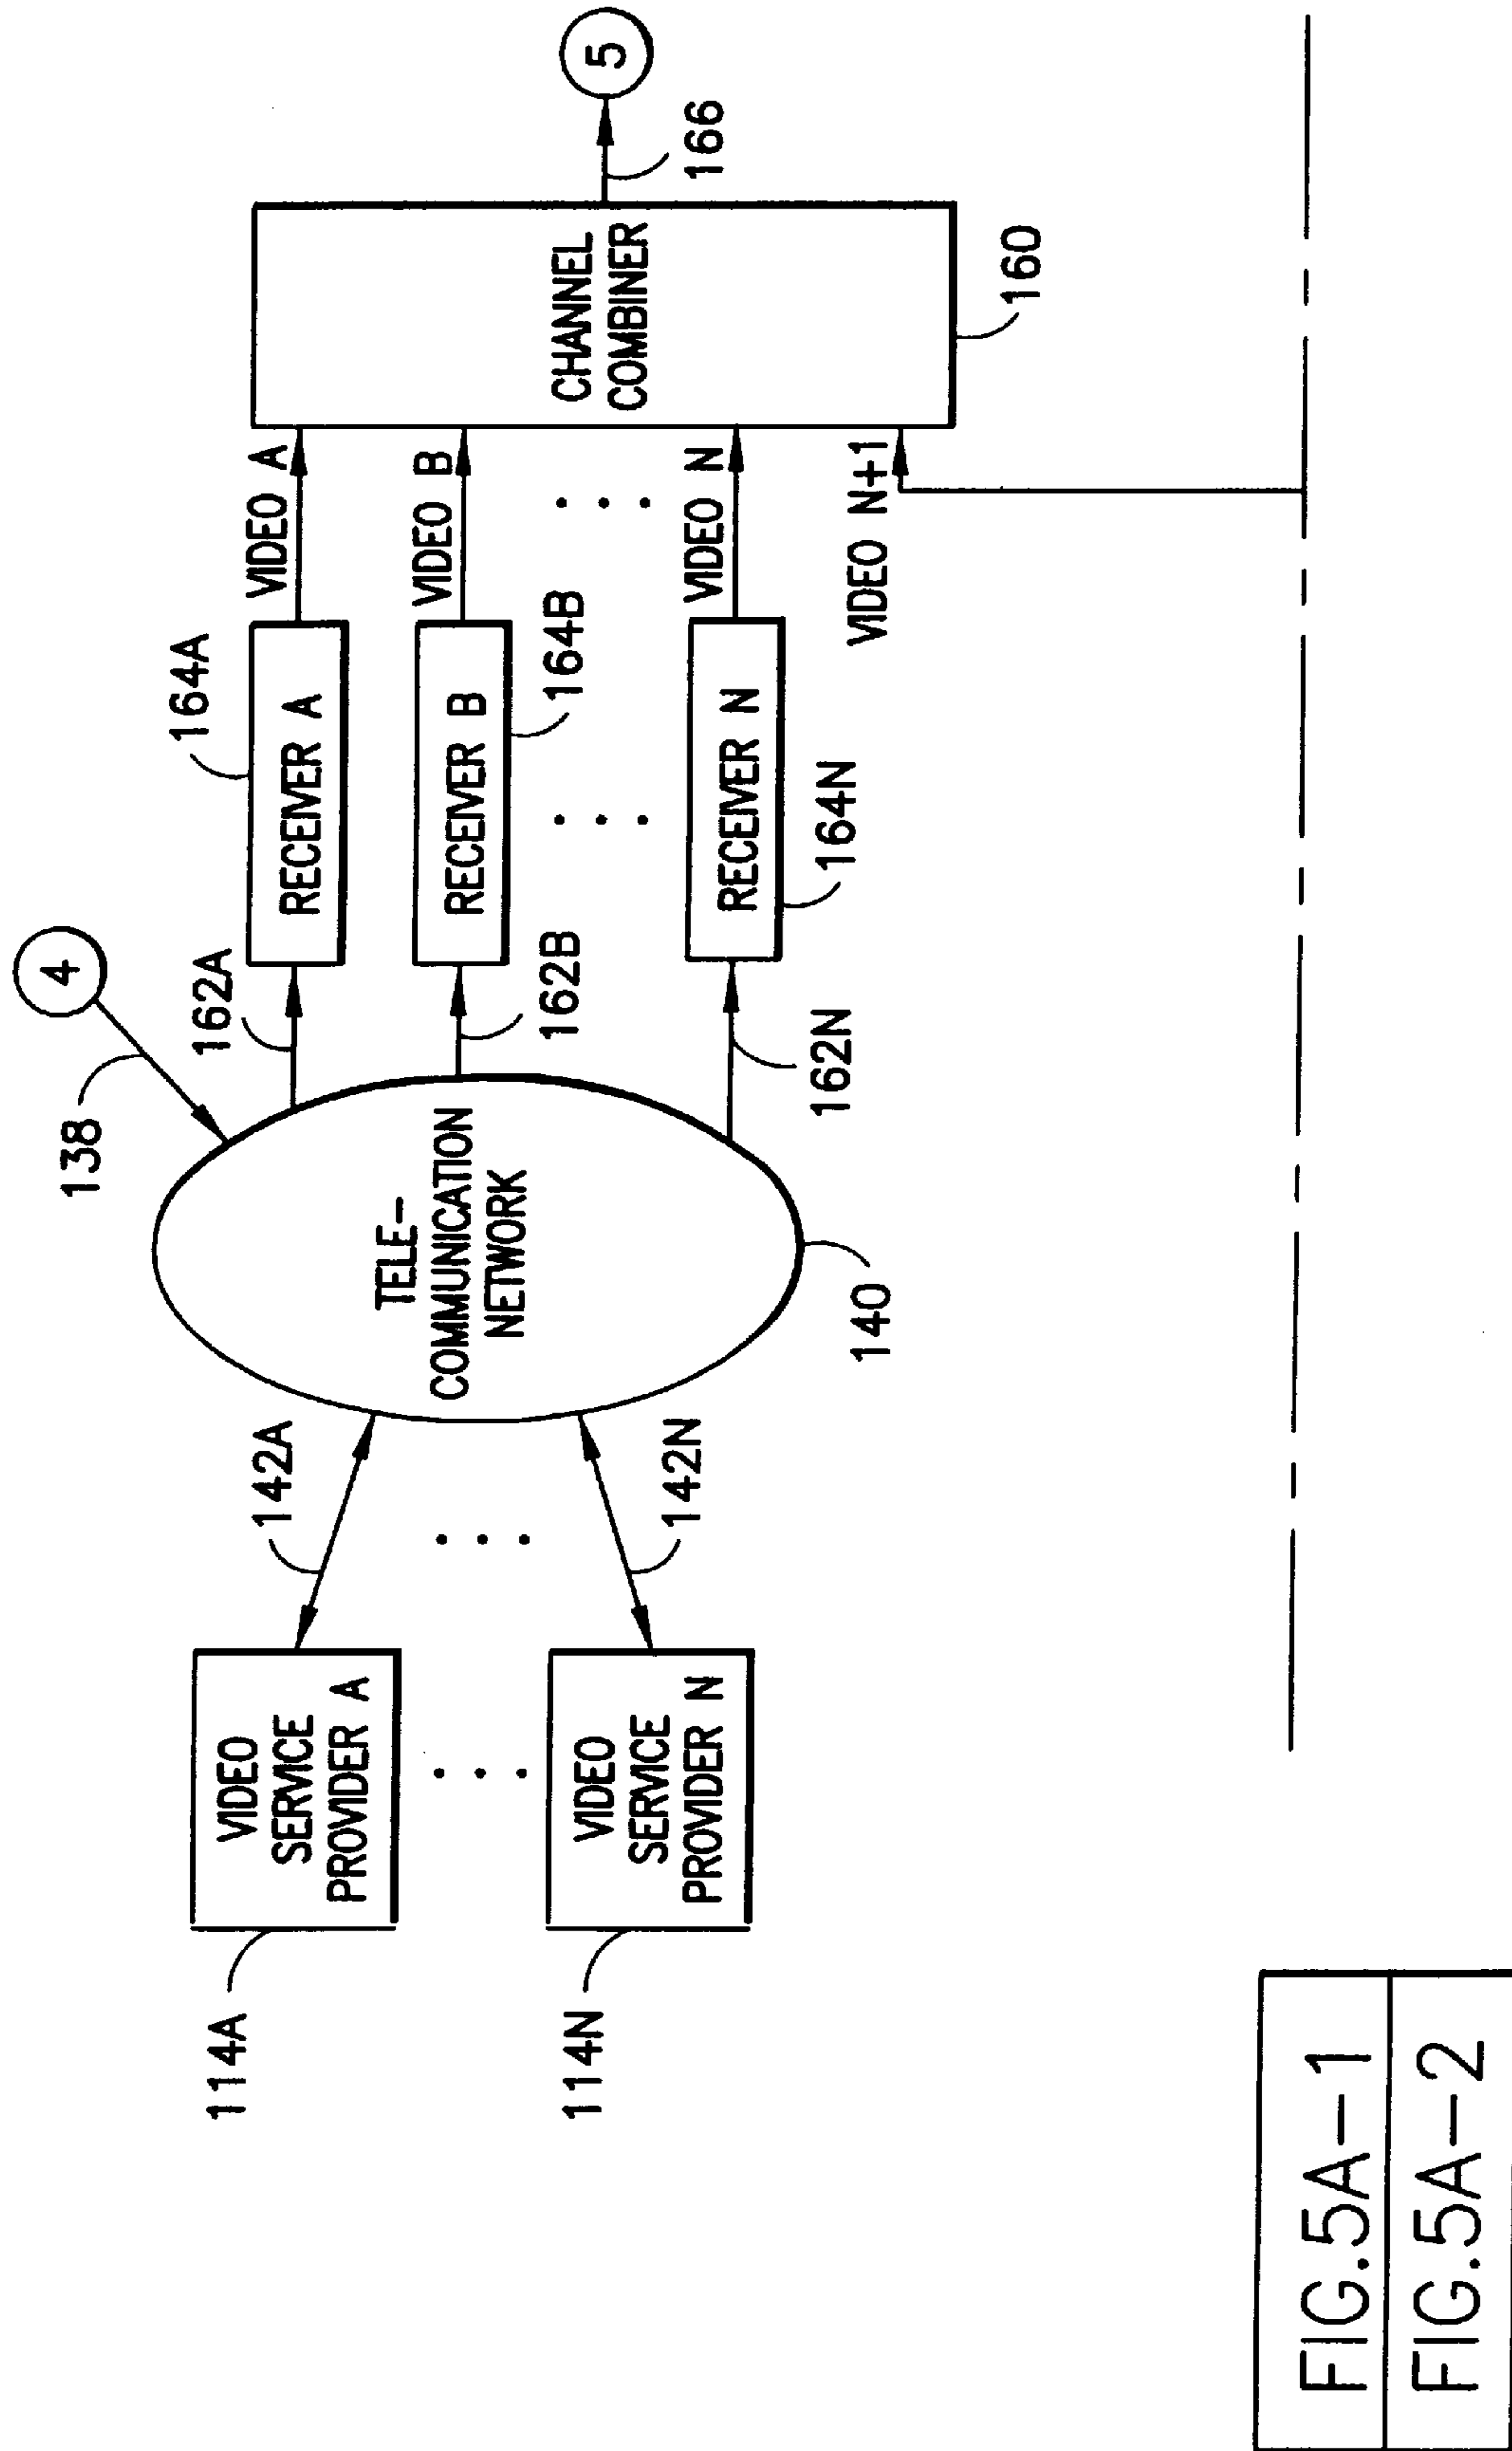 114A
VIDEO
SERVICE
PROVIDER A
142A
114N
VIDEO
SERVICE
PROVIDER N
142N
138
4
TELE-
COMMUNICATION
NETWORK
140
162A
RECEIVER A
164A
VIDEO A
162B
RECEIVER B
164B
VIDEO B
162N
RECEIVER N
164N
VIDEO N
VIDEO N+1
CHANNEL
COMBINER
160
166
5
FIG.5A-1
FIG.5A-2